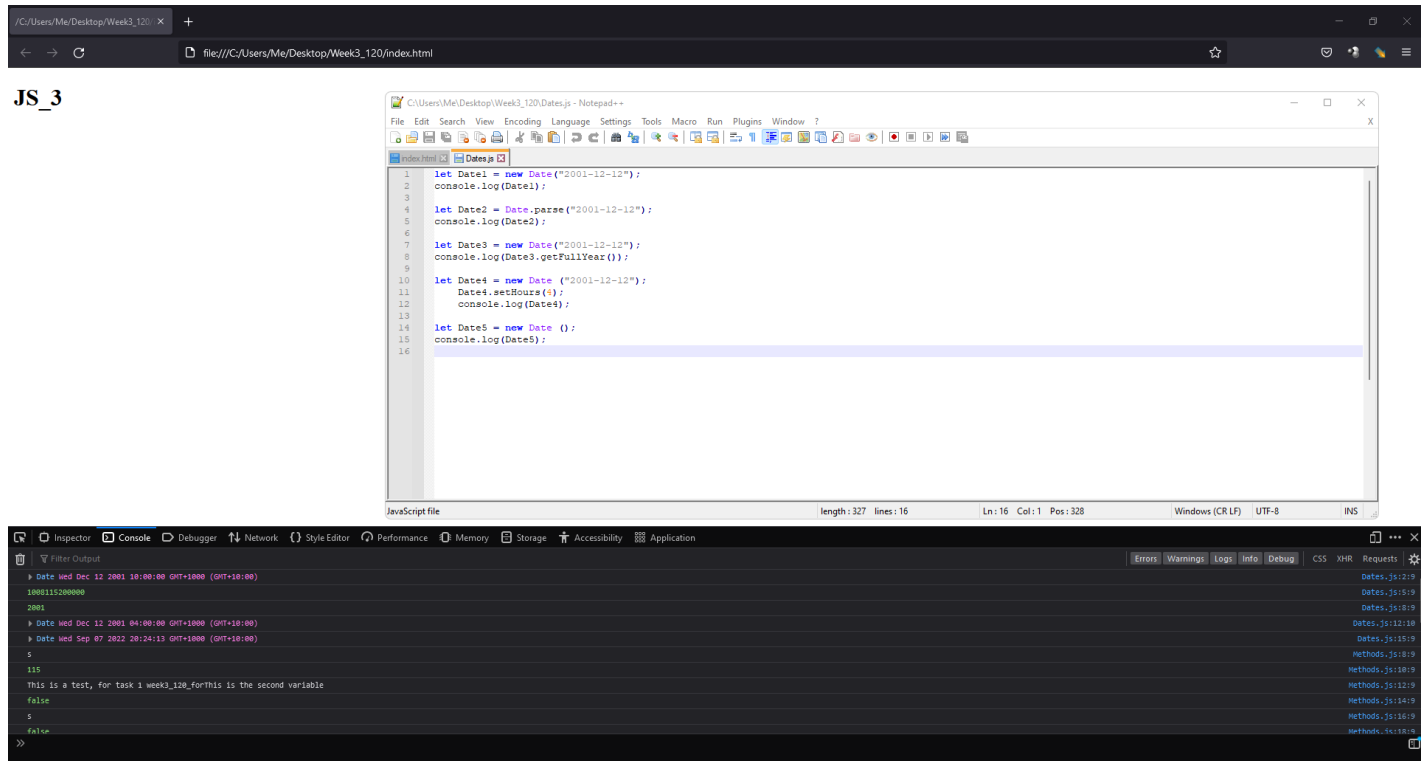 /C:/Users/Me/Desktop/Week3_120/
file:///C:/Users/Me/Desktop/Week3_120/index.html
JS_3
C:\Users\Me\Desktop\Week3_120\Dates.js - Notepad++
File Edit Search View Encoding Language Settings Tools Macro Run Plugins Window ?
X
index.html Dates.js
1 let Date1 = new Date("2001-12-12");
2 console.log(Date1);
3
4 let Date2 = Date.parse("2001-12-12");
5 console.log(Date2);
6
7 let Date3 = new Date("2001-12-12");
8 console.log(Date3.getFullYear());
9
10 let Date4 = new Date ("2001-12-12");
11 Date4.setHours(4);
12 console.log(Date4);
13
14 let Date5 = new Date ();
15 console.log(Date5);
16
JavaScript file length : 327 lines : 16 Ln : 16 Col : 1 Pos : 328 Windows (CR LF) UTF-8 INS
Inspector Console Debugger Network Style Editor Performance Memory Storage Accessibility Application
Filter Output Errors Warnings Logs Info Debug CSS XHR Requests
Date Wed Dec 12 2001 10:00:00 GMT+1000 (GMT+10:00) Dates.js:2:9
1008115200000 Dates.js:5:9
2001 Dates.js:8:9
Date Wed Dec 12 2001 04:00:00 GMT+1000 (GMT+10:00) Dates.js:12:10
Date Wed Sep 07 2022 20:24:13 GMT+1000 (GMT+10:00) Dates.js:15:9
s Methods.js:8:9
115 Methods.js:10:9
This is a test, for task 1 week3_120_forThis is the second variable Methods.js:12:9
false Methods.js:14:9
s Methods.js:16:9
false Methods.js:18:9